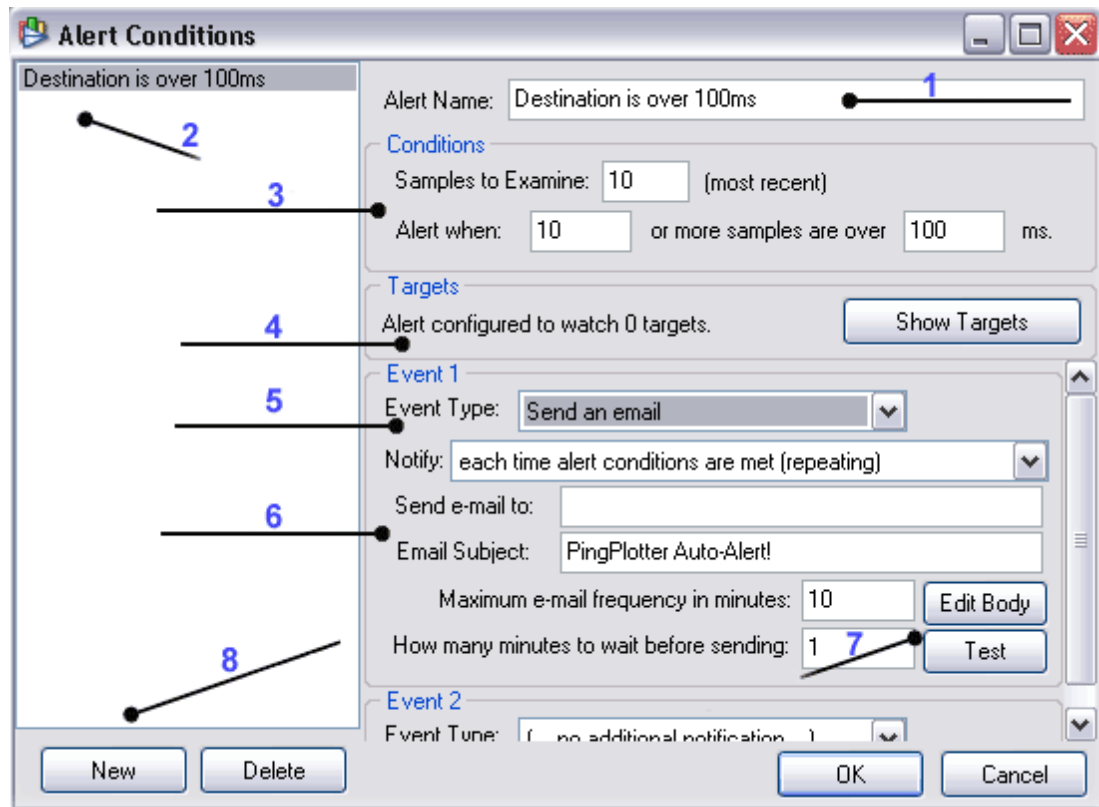 Alert Conditions
Destination is over 100ms
Alert Name: Destination is over 100ms
1
2
Conditions
Samples to Examine: 10 (most recent)
3
Alert when: 10 or more samples are over 100 ms.
Targets
4
Alert configured to watch 0 targets. Show Targets
Event 1
5
Event Type: Send an email
Notify: each time alert conditions are met (repeating)
6
Send e-mail to:
Email Subject: PingPlotter Auto-Alert!
Maximum e-mail frequency in minutes: 10 Edit Body
How many minutes to wait before sending: 1 7 Test
8
Event 2
Event Type: (... no additional notification ...)
New Delete OK Cancel